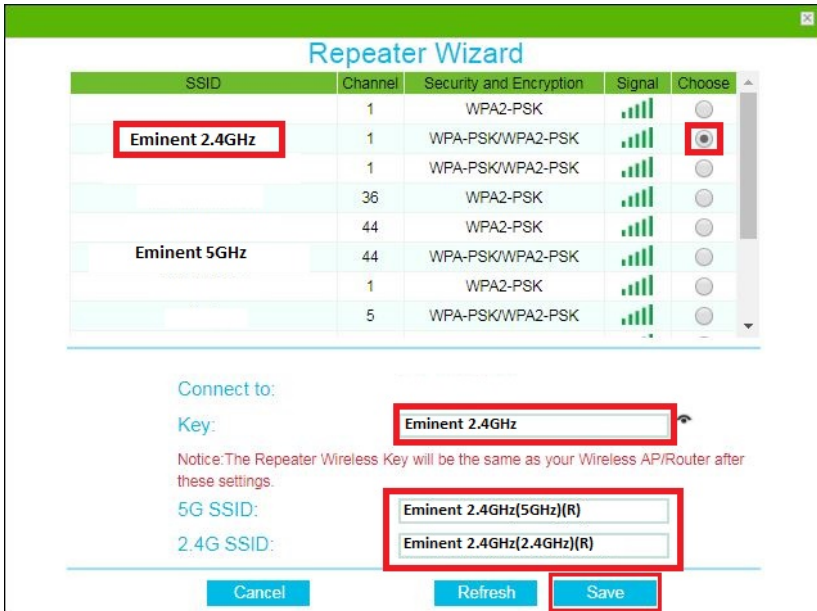 Repeater Wizard
SSID Channel Security and Encryption Signal Choose
1 WPA2-PSK
Eminent 2.4GHz 1 WPA-PSK/WPA2-PSK
1 WPA-PSK/WPA2-PSK
36 WPA2-PSK
44 WPA2-PSK
Eminent 5GHz 44 WPA-PSK/WPA2-PSK
1 WPA2-PSK
5 WPA-PSK/WPA2-PSK
Connect to:
Key: Eminent 2.4GHz
Notice:The Repeater Wireless Key will be the same as your Wireless AP/Router after
these settings.
5G SSID: Eminent 2.4GHz(5GHz)(R)
2.4G SSID: Eminent 2.4GHz(2.4GHz)(R)
Cancel Refresh Save